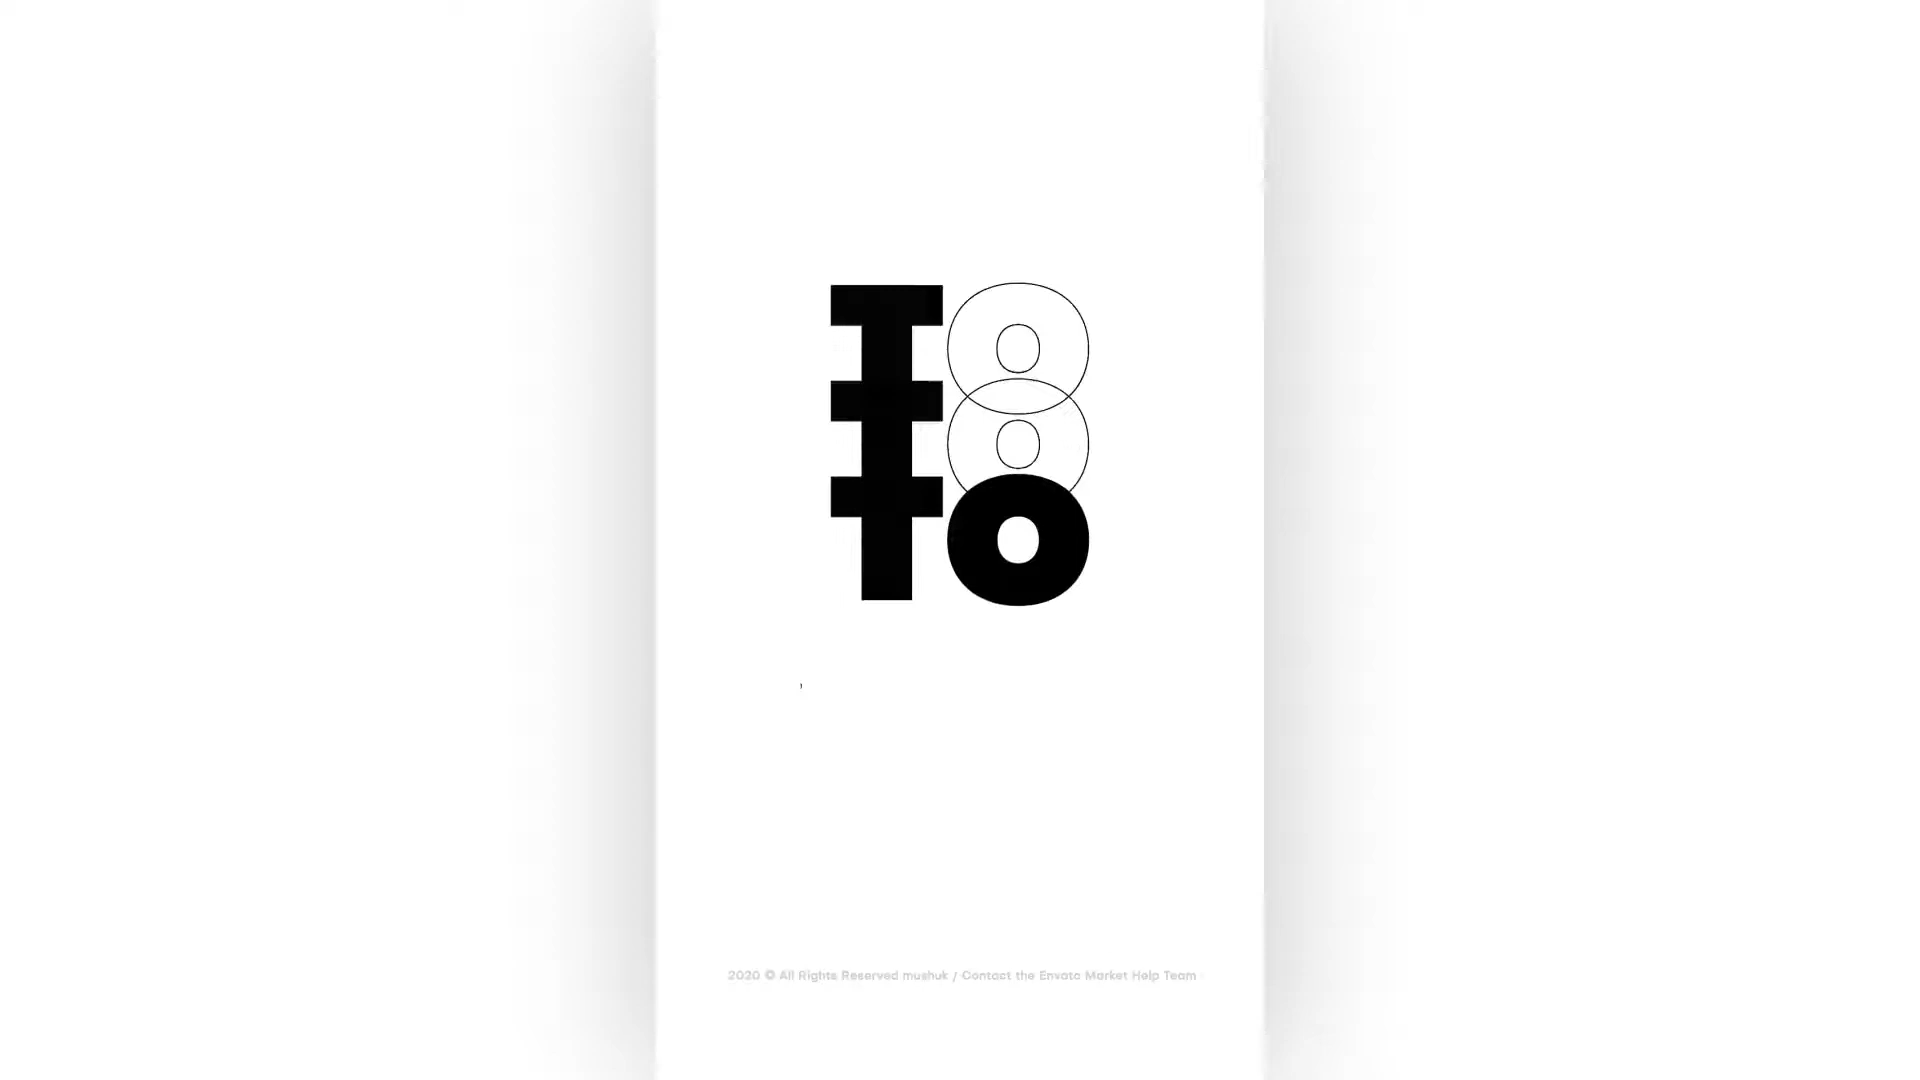 TO
TO
TO
2020 © All Rights Reserved mushuk / Contact the Envato Market Help Team